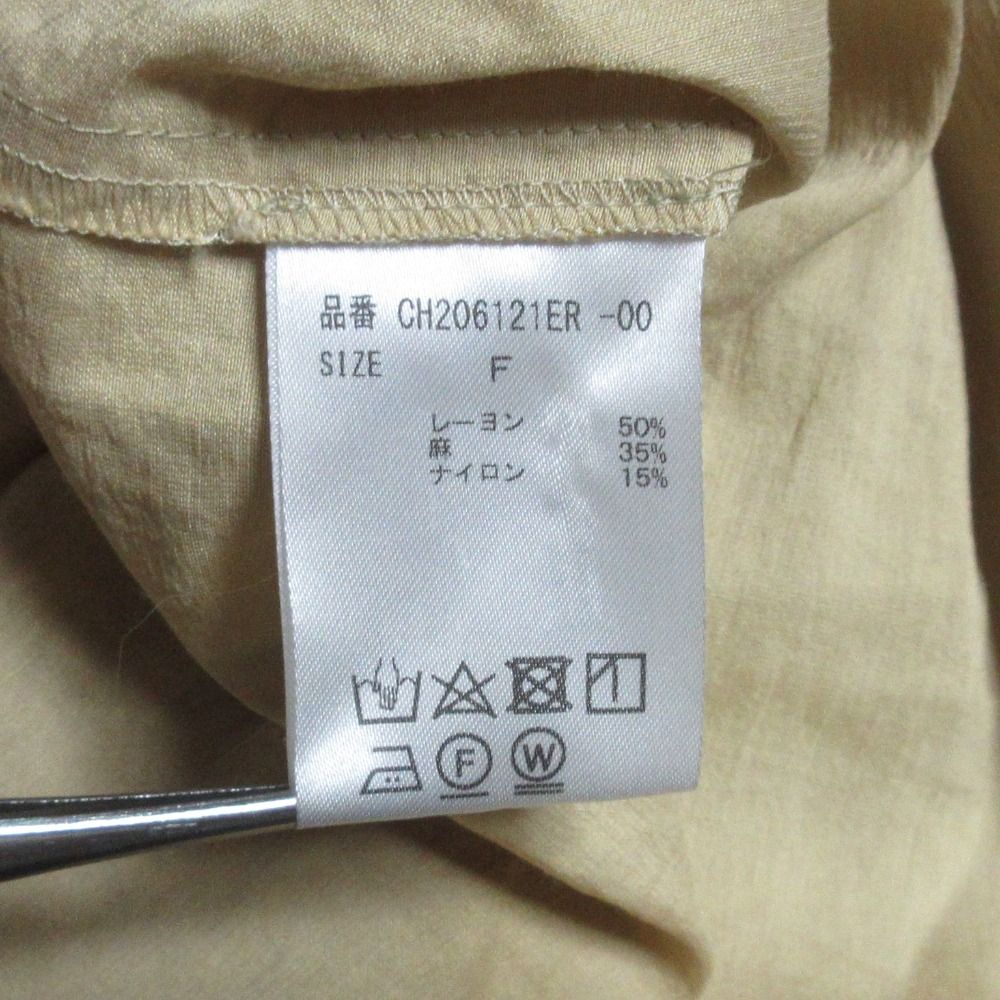 品番 CH206121ER -00
SIZE F
レーヨン 50%
麻 35%
ナイロン 15%
F W